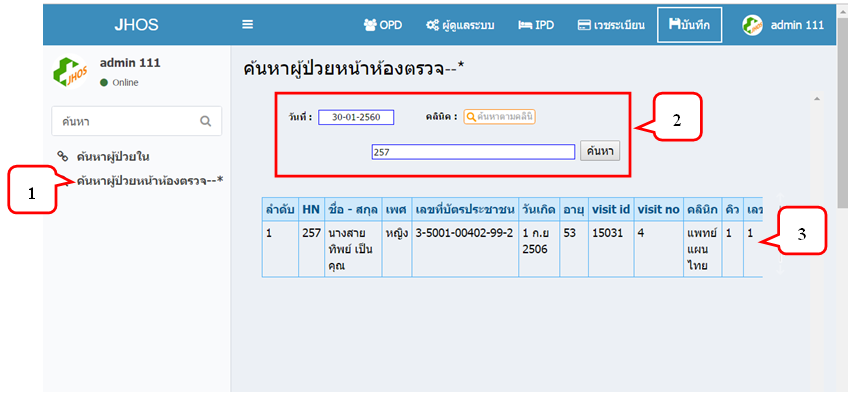 JHOS
OPD ผู้ดูแลระบบ IPD เวชระเบียน บันทึก admin 111
JHOS
admin 111
Online
ค้นหา
ค้นหาผู้ป่วยใน
ค้นหาผู้ป่วยหน้าห้องตรวจ--*
1
ค้นหาผู้ป่วยหน้าห้องตรวจ--*
วันที่ : 30-01-2560 คลินิค : ค้นหาตามคลินิ
257 ค้นหา
2
ลำดับ HN ชื่อ - สกุล เพศ เลขที่บัตรประชาชน วันเกิด อายุ visit id visit no คลินิก คิว เลข
1 257 นางสาย หญิง 3-5001-00402-99-2 1 ก.ย 53 15031 4 แพทย์ 1 1
ทิพย์ เป็น 2506 แผน
คุณ ไทย
3